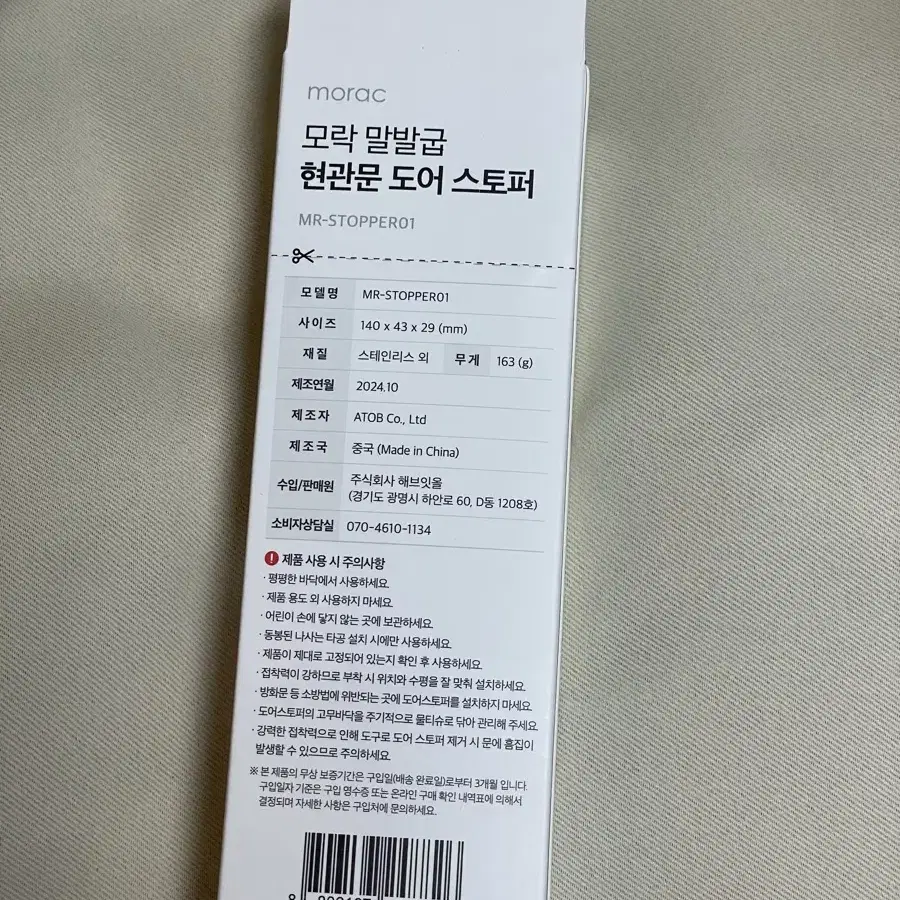 morac
모락 말발굽
현관문 도어 스토퍼
MR-STOPPER01
모델명 MR-STOPPER01
사이즈 140 x 43 x 29 (mm)
재질 스테인리스 외 무게 163 (g)
제조연월 2024.10
제조자 ATOB Co., Ltd
제조국 중국 (Made in China)
수입/판매원 주식회사 해브잇올
(경기도 광명시 하안로 60, D동 1208호)
소비자상담실 070-4610-1134
! 제품 사용 시 주의사항
· 평평한 바닥에서 사용하세요.
· 제품 용도 외 사용하지 마세요.
· 어린이 손에 닿지 않는 곳에 보관하세요.
· 동봉된 나사는 타공 설치 시에만 사용하세요.
· 제품이 제대로 고정되어 있는지 확인 후 사용하세요.
· 접착력이 강하므로 부착 시 위치와 수평을 잘 맞춰 설치하세요.
· 방화문 등 소방법에 위반되는 곳에 도어스토퍼를 설치하지 마세요.
· 도어스토퍼의 고무바닥을 주기적으로 물티슈로 닦아 관리해 주세요.
· 강력한 접착력으로 인해 도구로 도어 스토퍼 제거 시 문에 흠집이
발생할 수 있으므로 주의하세요.
※ 본 제품의 무상 보증기간은 구입일(배송 완료일)로부터 3개월 입니다.
구입일자 기준은 구입 영수증 또는 온라인 구매 확인 내역표에 의해서
결정되며 자세한 사항은 구입처에 문의하세요.